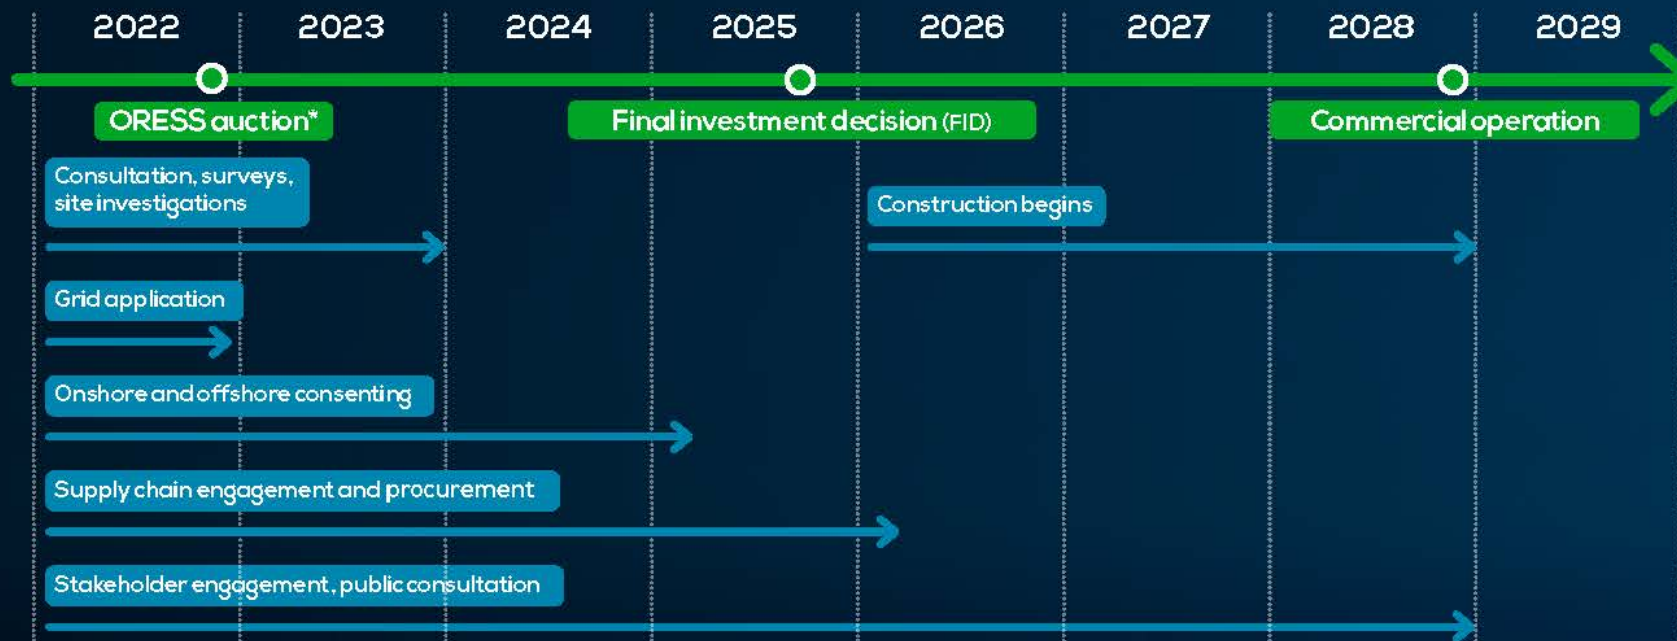 2022 2023 2024 2025 2026 2027 2028 2029
ORESS auction* Final investment decision (FID) Commercial operation
Consultation, surveys,
site investigations
Construction begins
Grid application
Onshore and offshore consenting
Supply chain engagement and procurement
Stakeholder engagement, public consultation